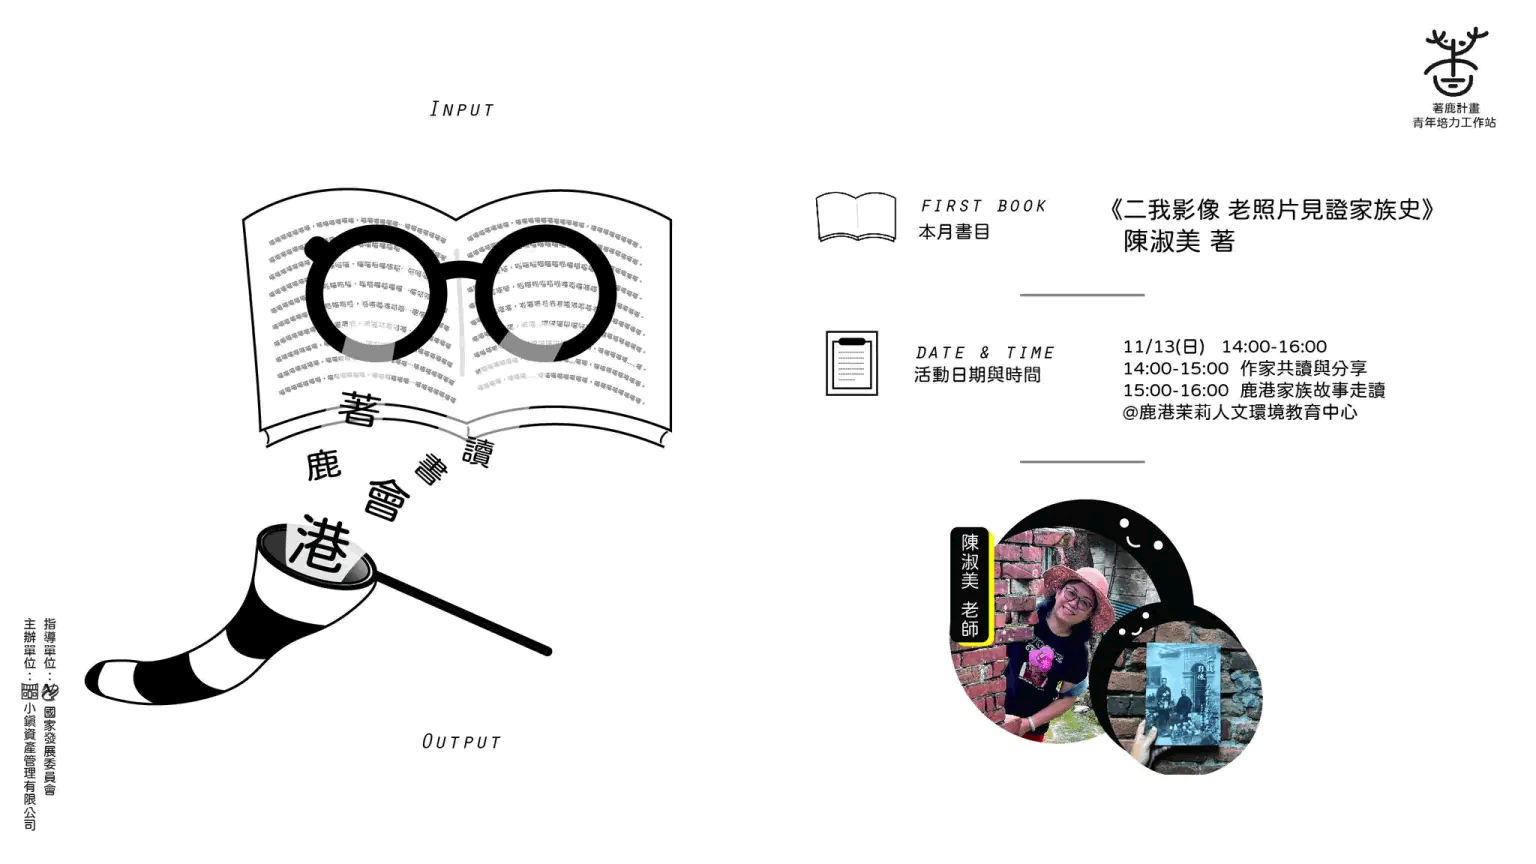 INPUT
著
鹿
書
讀
會
港
OUTPUT
指導單位：國家發展委員會
主辦單位：小鎮資產管理有限公司
著鹿計畫
青年培力工作站
FIRST BOOK
本月書目
《二我影像 老照片見證家族史》
陳淑美 著
DATE & TIME
活動日期與時間
11/13(日) 14:00-16:00
14:00-15:00 作家共讀與分享
15:00-16:00 鹿港家族故事走讀
@鹿港茉莉人文環境教育中心
陳淑美 老師